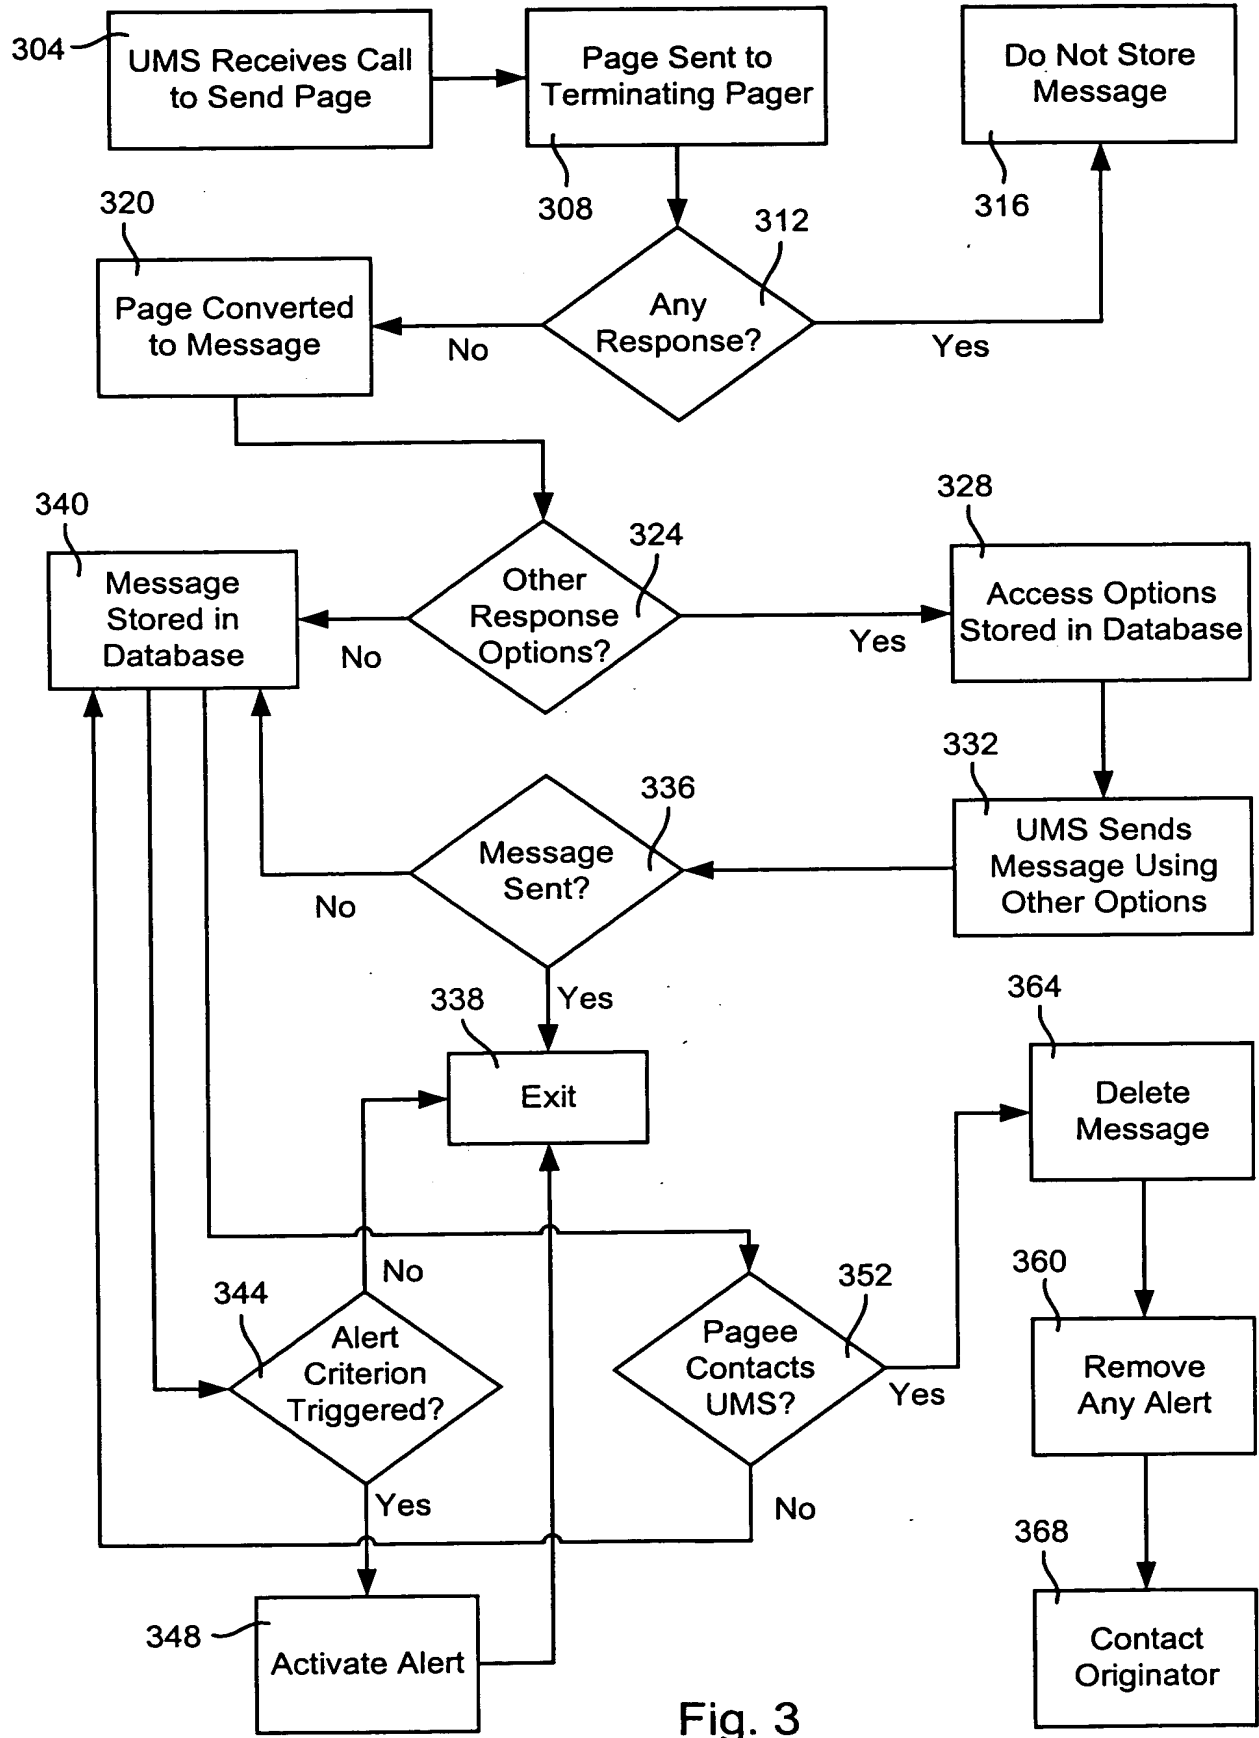 304
UMS Receives Call
to Send Page
Page Sent to
Terminating Pager
308
Do Not Store
Message
316
320
312
Page Converted
to Message
Any
Response?
No
Yes
340
324
328
Message
Stored in
Database
Other
Response
Options?
No
Yes
Access Options
Stored in Database
332
336
Message
Sent?
No
Yes
UMS Sends
Message Using
Other Options
338
Exit
364
Delete
Message
No
344
Alert
Criterion
Triggered?
Yes
352
Pagee
Contacts
UMS?
Yes
No
360
Remove
Any Alert
368
348
Activate Alert
Contact
Originator
Fig. 3